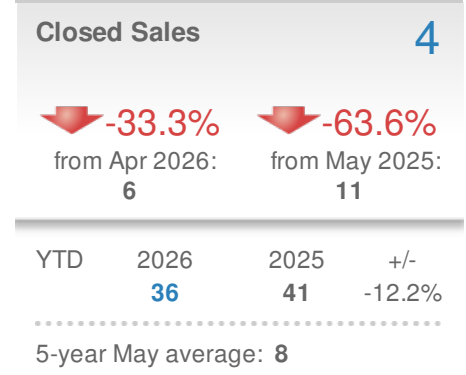 Closed Sales 4
-33.3% -63.6%
from Apr 2026: from May 2025:
6 11
YTD 2026 2025 +/-
36 41 -12.2%
5-year May average: 8